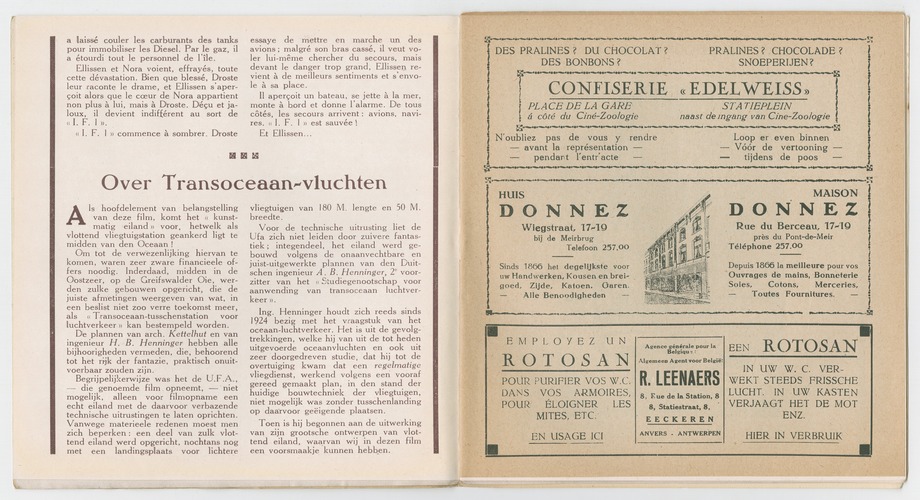 a laissé couler les carburants des tanks
pour immobiliser les Diesel. Par le gaz, il
a étourdi tout le personnel de l'île.
Ellissen et Nora voient, effrayés, toute
cette dévastation. Bien que blessé, Droste
leur raconte le drame, et Ellissen s'aper-
çoit alors que le cœur de Nora appartient
non plus à lui, mais à Droste. Déçu et ja-
loux, il devient indifférent au sort de
« I. F. 1 ».
« I. F. 1 » commence à sombrer. Droste
essaye de mettre en marche un des
avions ; malgré son bras cassé, il veut vo-
ler lui-même chercher du secours, mais
devant le danger trop grand, Ellissen re-
vient à de meilleurs sentiments et s'envo-
le à sa place.
Il aperçoit un bateau, se jette à la mer,
monte à bord et donne l'alarme. De tous
côtés, les secours arrivent : avions, navi-
res. « I. F. 1 » est sauvée !
Et Ellissen...
Over Transoceaan-vluchten
Als hoofdelement van belangstelling
van deze film, komt het « kunst-
matig eiland » voor, hetwelk als
vlottend vliegtuigstation geankerd ligt te
midden van den Oceaan !
Om tot de verwezenlijking hiervan te
komen, waren zeer zware financieele of-
fers noodig. Inderdaad, midden in de
Oostzeer, op de Greifswalder Oie, wer-
den zulke gebouwen opgericht, die de
juiste afmetingen weergeven van wat, in
een beslist niet zoo verre toekomst meer,
als « Transoceaan-tusschenstation voor
luchtverkeer » kan bestempeld worden.
De plannen van arch. Kettelhut en van
ingenieur H. B. Henninger hebben alle
bijhoorigheden vermeden, die, behoorend
tot het rijk der fantazie, praktisch onuit-
voerbaar zouden zijn.
Begrijpelijkerwijze was het de U.F.A.,
— die genoemde film opneemt, — niet
mogelijk, alleen voor filmopname een
echt eiland met de daarvoor verbazende
technische uitrustingen te laten oprichten.
Vanwege materieele redenen moest men
zich beperken : een deel van zulk vlot-
tend eiland werd opgericht, nochtans nog
met een landingsplaats voor lichtere
vliegtuigen van 180 M. lengte en 50 M.
breedte.
Voor de technische uitrusting liet de
Ufa zich niet leiden door zuivere fantas-
tiek ; integendeel, het eiland werd ge-
bouwd volgens de onaanvechtbare en
juist-uitgewerkte plannen van den Duit-
schen ingenieur A. B. Henninger, 2e voor-
zitter van het « Studiegenootschap voor
aanwending van transoceaan luchtver-
keer ».
Ing. Henninger houdt zich reeds sinds
1924 bezig met het vraagstuk van het
oceaan-luchtverkeer. Het is uit de gevolg-
trekkingen, welke hij van uit de tot heden
uitgevoerde oceaanvluchten en ook uit
zeer doorgedreven studie, dat hij tot de
overtuiging kwam dat een regelmatige
vliegdienst, werkend volgens een vooraf
gereed gemaakt plan, in den stand der
huidige bouwtechniek der vliegtuigen,
niet mogelijk was zonder tusschenlanding
op daarvoor geëigende plaatsen.
Toen is hij begonnen aan de uitwerking
van zijn grootsche ontwerpen van vlot-
tend eiland, waarvan wij in dezen film
een voorsmaakje kunnen hebben.
DES PRALINES ? DU CHOCOLAT ?
DES BONBONS ?
PRALINES ? CHOCOLADE ?
SNOEPERIJEN ?
CONFISERIE « EDELWEISS »
PLACE DE LA GARE
à côté du Ciné-Zoologie
STATIEPLEIN
naast de ingang van Cine-Zoologie
N'oubliez pas de vous y rendre
— avant la représentation —
— pendart l'entr'acte —
Loop er even binnen
— Vóór de vertooning —
— tijdens de poos —
HUIS
DONNEZ
Wiegstraat, 17-19
bij de Meirbrug
Telefoon 257,00
Sinds 1866 het degelijkste voor
uw Handwerken, Kousen en brei-
goed, Zijde, Katoen, Garen.
- Alle Benoodigheden -
MAISON
DONNEZ
Rue du Berceau, 17-19
près du Pont-de-Meir
Téléphone 257,00
Depuis 1866 la meilleure pour vos
Ouvrages de mains, Bonneterie
Soies, Cotons, Merceries,
— Toutes Fournitures. —
EMPLOYEZ UN
ROTOSAN
POUR PURIFIER VOS W.C.
DANS VOS ARMOIRES,
POUR ÉLOIGNER LES
MITES, ETC.
EN USAGE ICI
Agence générale pour la
Belgique :
Algemeen Agent voor België
R. LEENAERS
8, Rue de la Station, 8
8, Statiestraat, 8,
EECKEREN
ANVERS - ANTWERPEN
EEN ROTOSAN
IN UW W. C. VER-
WEKT STEEDS FRISSCHE
LUCHT. IN UW KASTEN
VERJAAGT HET DE MOT
ENZ.
HIER IN VERBRUIK